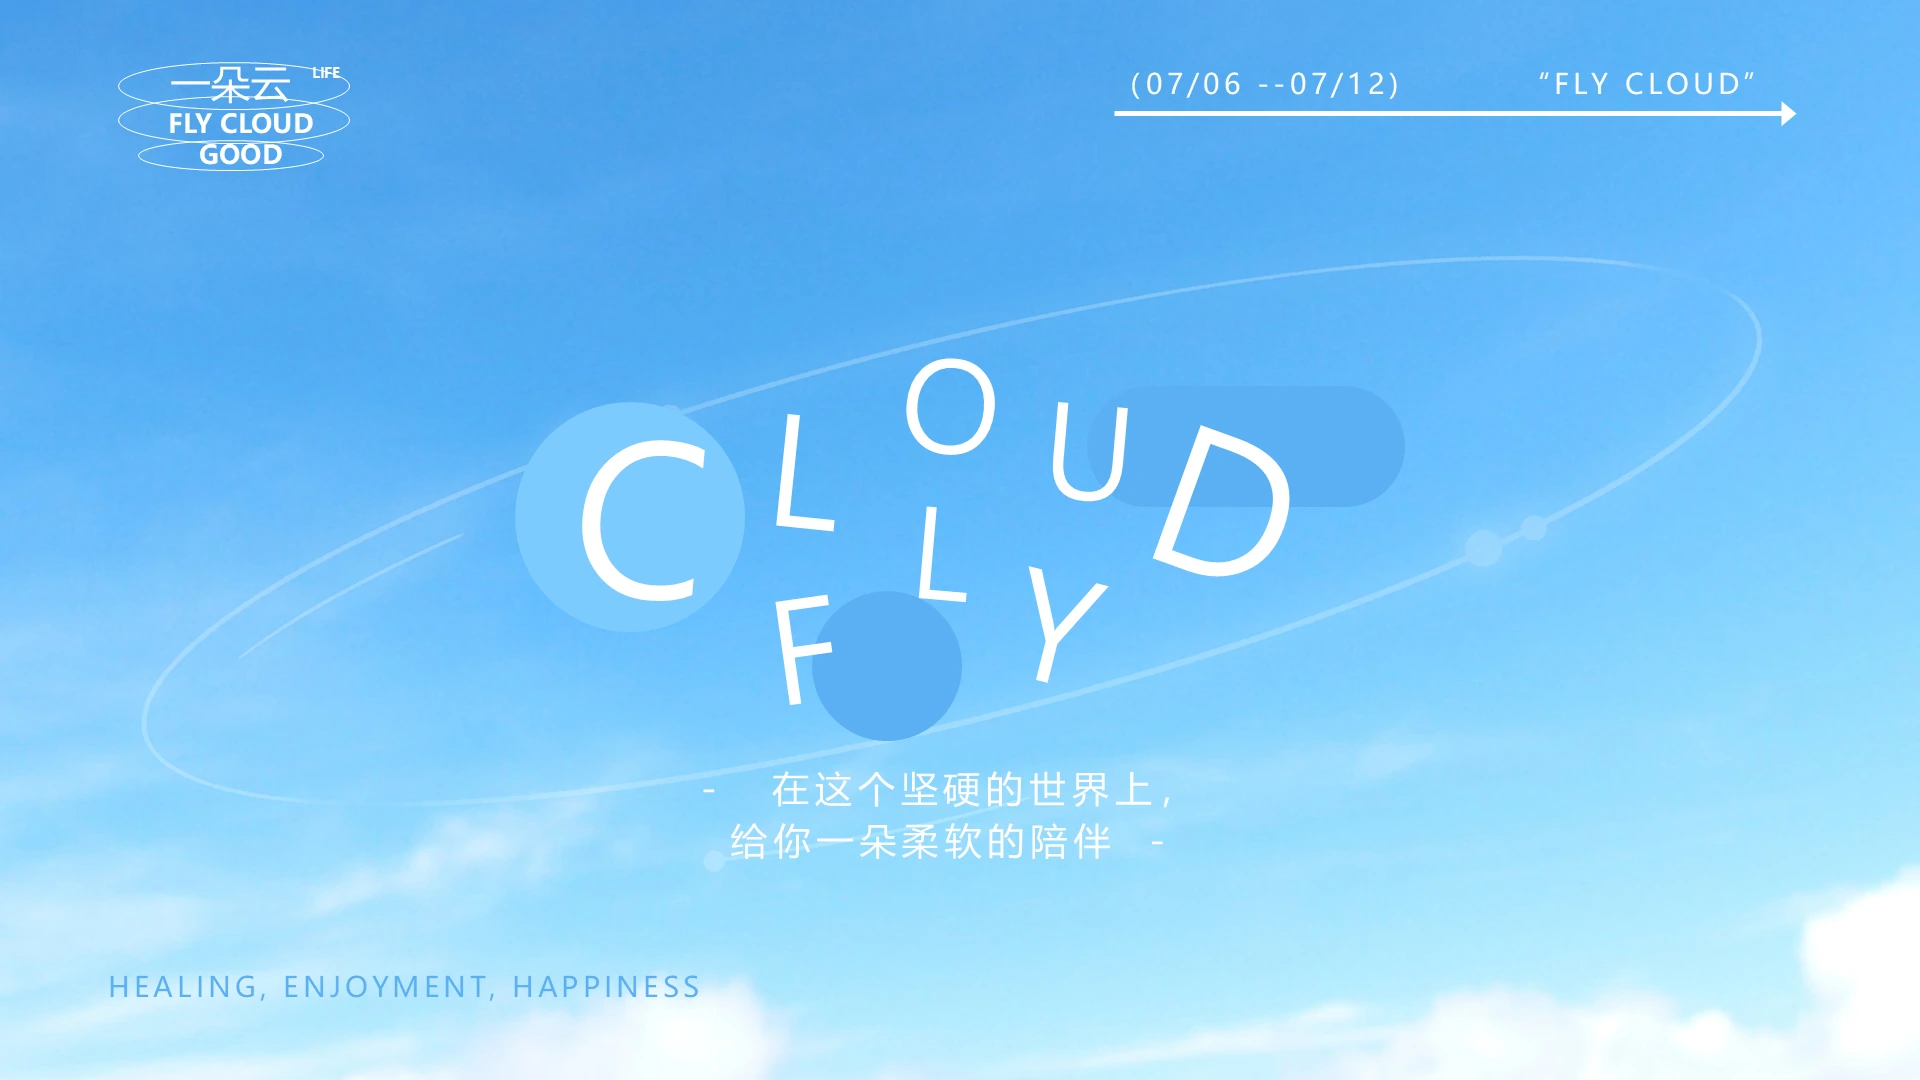 一朵云
LIFE
FLY CLOUD
GOOD
(07/06 --07/12)
“FLY CLOUD”
CLOUD
FLY
- 在这个坚硬的世界上,
给你一朵柔软的陪伴 -
HEALING, ENJOYMENT, HAPPINESS